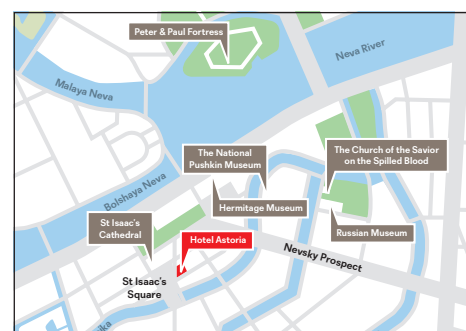 Peter & Paul Fortress
Neva River
Malaya Neva
The National
Pushkin Museum
The Church of the Savior
on the Spilled Blood
Bolshaya Neva
Hermitage Museum
St Isaac's
Cathedral
Hotel Astoria
Russian Museum
Nevsky Prospect
St Isaac's
Square
ika